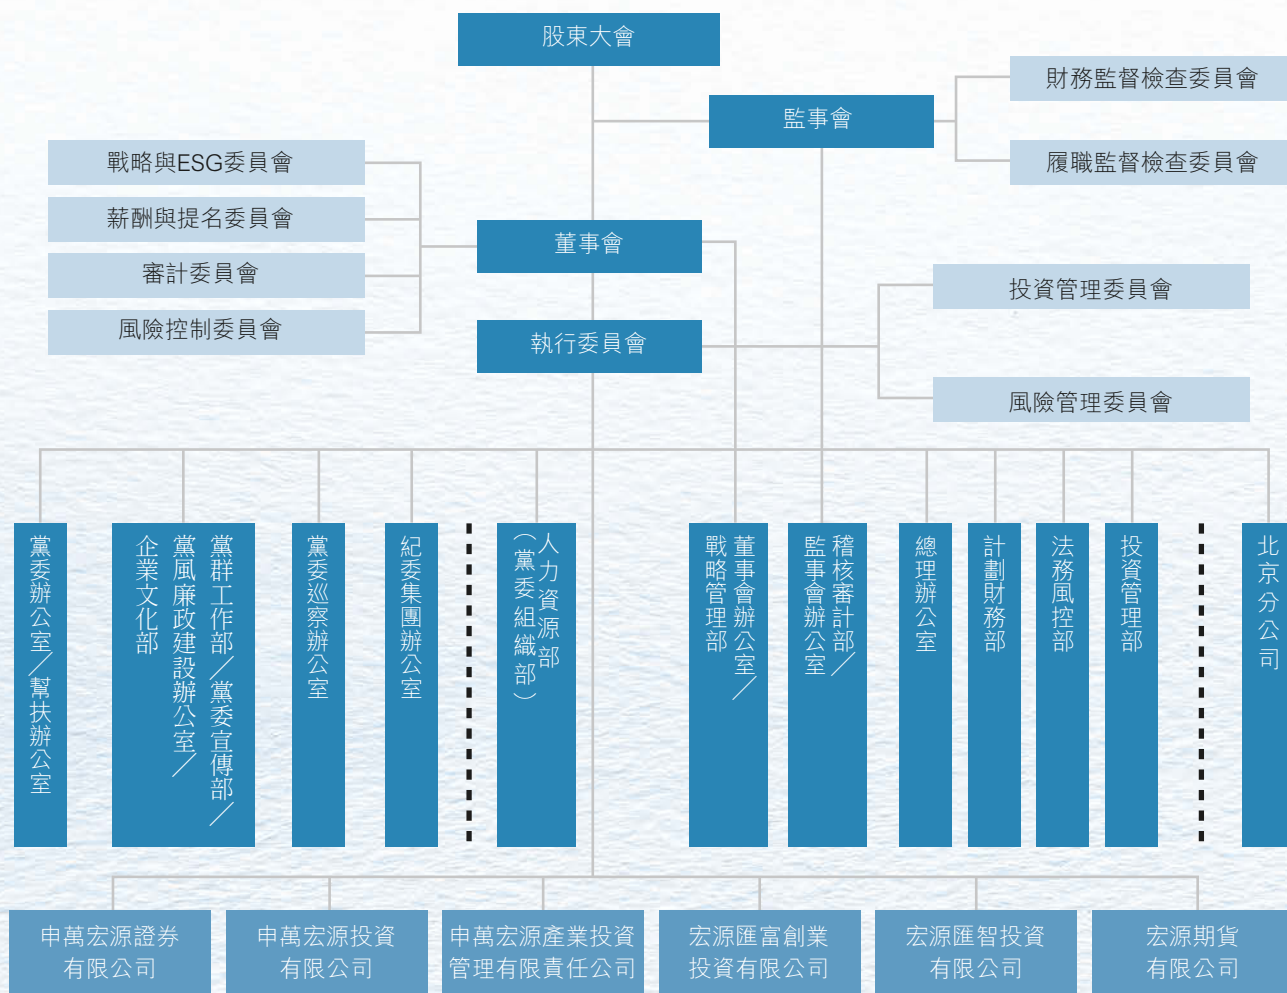 股東大會
監事會
財務監督檢查委員會
履職監督檢查委員會
戰略與ESG委員會
薪酬與提名委員會
審計委員會
風險控制委員會
董事會
執行委員會
投資管理委員會
風險管理委員會
黨委辦公室／幫扶辦公室
黨群工作部／黨委宣傳部／
黨風廉政建設辦公室／
企業文化部
黨委巡察辦公室
紀委集團辦公室
人力資源部
（黨委組織部）
董事會辦公室／
戰略管理部
稽核審計部／
監事會辦公室
總理辦公室
計劃財務部
法務風控部
投資管理部
北京分公司
申萬宏源證券
有限公司
申萬宏源投資
有限公司
申萬宏源產業投資
管理有限責任公司
宏源匯富創業
投資有限公司
宏源匯智投資
有限公司
宏源期貨
有限公司